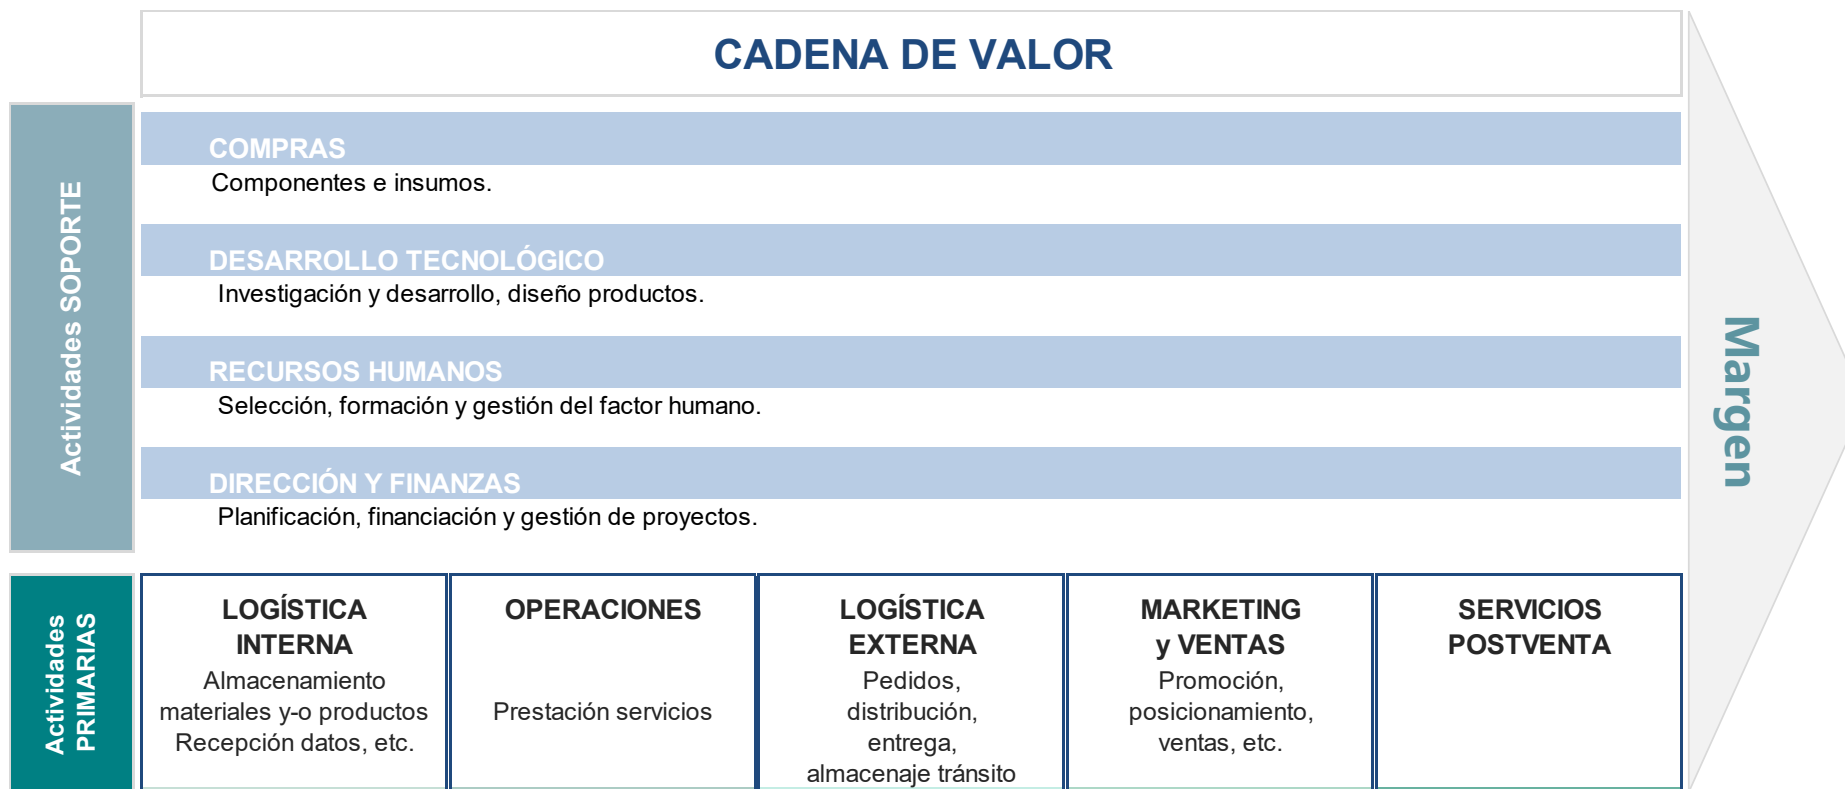 CADENA DE VALOR
Actividades SOPORTE
COMPRAS
Componentes e insumos.
DESARROLLO TECNOLÓGICO
Investigación y desarrollo, diseño productos.
RECURSOS HUMANOS
Selección, formación y gestión del factor humano.
DIRECCIÓN Y FINANZAS
Planificación, financiación y gestión de proyectos.
Margen
Actividades
PRIMARIAS
LOGÍSTICA
INTERNA
Almacenamiento
materiales y-o productos
Recepción datos, etc.
OPERACIONES
Prestación servicios
LOGÍSTICA
EXTERNA
Pedidos,
distribución,
entrega,
almacenaje tránsito
MARKETING
y VENTAS
Promoción,
posicionamiento,
ventas, etc.
SERVICIOS
POSTVENTA